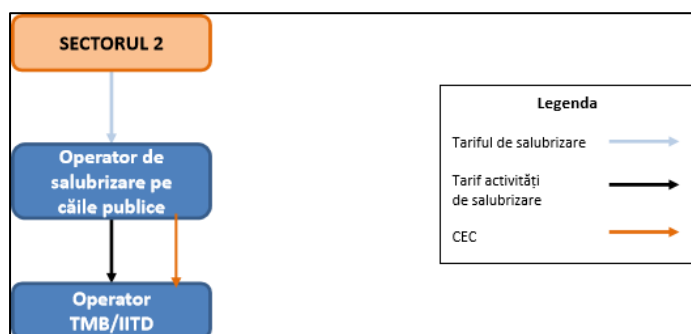 SECTORUL 2
Operator de
salubrizare pe
căile publice
Operator
TMB/IITD
Legenda
Tariful de salubrizare
Tarif activități
de salubrizare
CEC